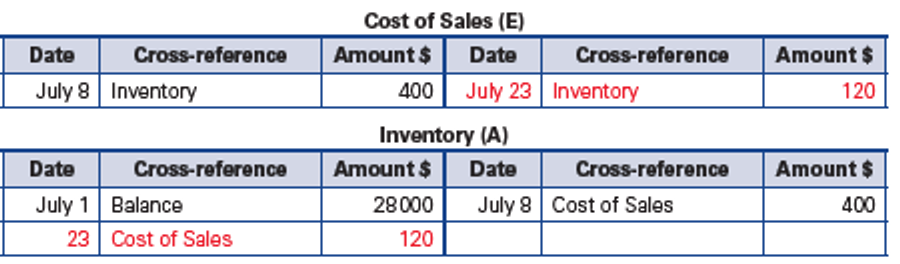 Cost of Sales (E)
Date Cross-reference Amount $ Date Cross-reference Amount $
July 8 Inventory 400 July 23 Inventory 120
Inventory (A)
Date Cross-reference Amount $ Date Cross-reference Amount $
July 1 Balance 28 000 July 8 Cost of Sales 400
23 Cost of Sales 120